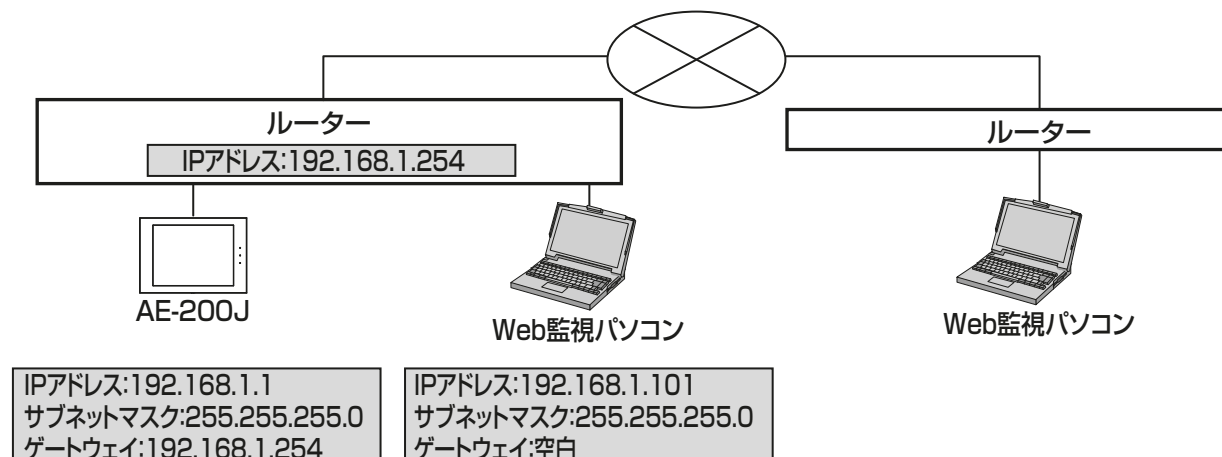 ルーター
IPアドレス:192.168.1.254
ルーター
AE-200J
Web監視パソコン
Web監視パソコン
IPアドレス:192.168.1.1
サブネットマスク:255.255.255.0
ゲートウェイ:192.168.1.254
IPアドレス:192.168.1.101
サブネットマスク:255.255.255.0
ゲートウェイ:空白